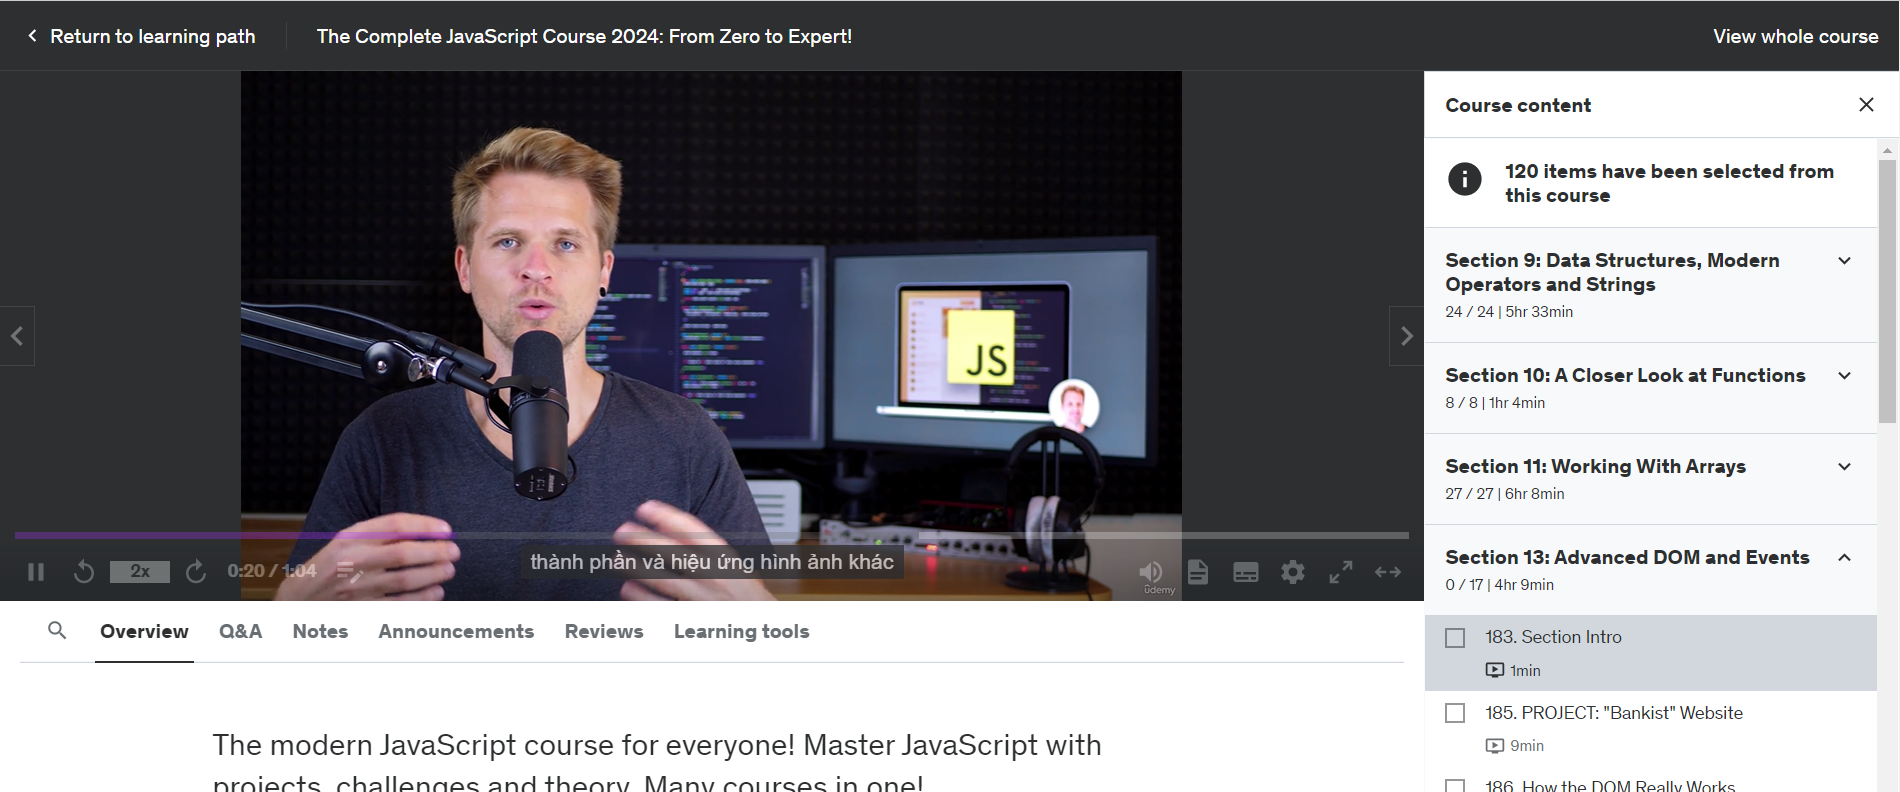 Return to learning path
The Complete JavaScript Course 2024: From Zero to Expert!
View whole course
JS
thành phần và hiệu ứng hình ảnh khác
2x
0:20 / 1:04
ûdemy
Overview
Q&A
Notes
Announcements
Reviews
Learning tools
The modern JavaScript course for everyone! Master JavaScript with
projects, challenges and theory. Many courses in one!
Course content
120 items have been selected from
this course
Section 9: Data Structures, Modern
Operators and Strings
24 / 24 | 5hr 33min
Section 10: A Closer Look at Functions
8 / 8 | 1hr 4min
Section 11: Working With Arrays
27 / 27 | 6hr 8min
Section 13: Advanced DOM and Events
0 / 17 | 4hr 9min
183. Section Intro
1min
185. PROJECT: "Bankist" Website
9min
186. How the DOM Really Works